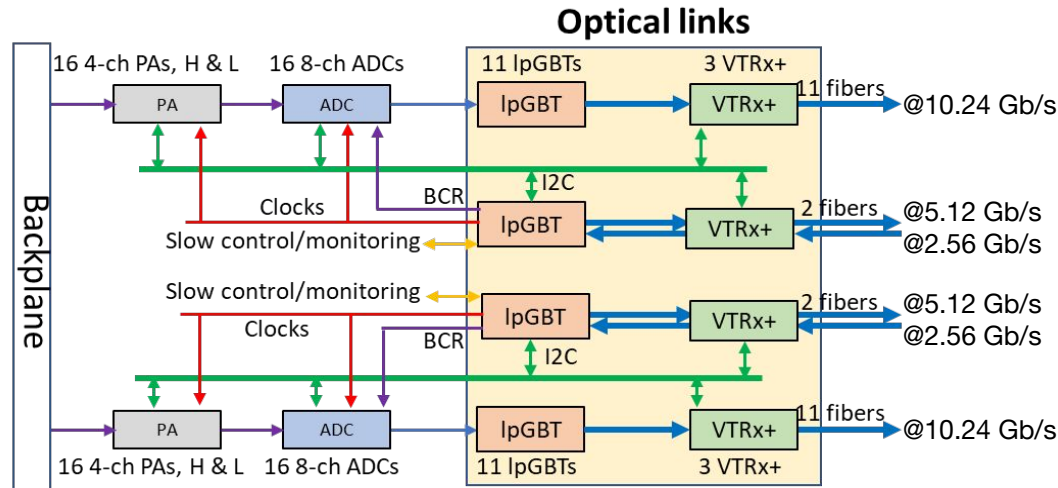 Optical links
16 4-ch PAs, H & L
16 8-ch ADCs
11 lpGBTs
3 VTRx+
PA
ADC
lpGBT
VTRx+
11 fibers
@10.24 Gb/s
I2C
BCR
Clocks
lpGBT
VTRx+
2 fibers
@5.12 Gb/s
@2.56 Gb/s
Slow control/monitoring
Backplane
Slow control/monitoring
lpGBT
VTRx+
2 fibers
@5.12 Gb/s
@2.56 Gb/s
Clocks
BCR
I2C
PA
ADC
lpGBT
VTRx+
11 fibers
@10.24 Gb/s
16 4-ch PAs, H & L
16 8-ch ADCs
11 lpGBTs
3 VTRx+